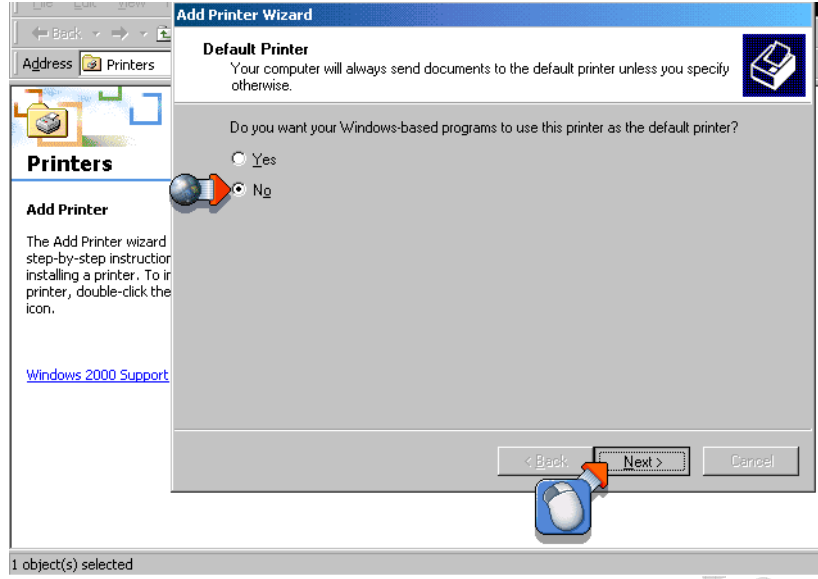 Add Printer Wizard
Back
Address Printers
Default Printer
Your computer will always send documents to the default printer unless you specify
otherwise.
Do you want your Windows-based programs to use this printer as the default printer?
Yes
No
Printers
Add Printer
The Add Printer wizard
step-by-step instruction
installing a printer. To in
printer, double-click the
icon.
Windows 2000 Support
< Back
Next >
Cancel
1 object(s) selected